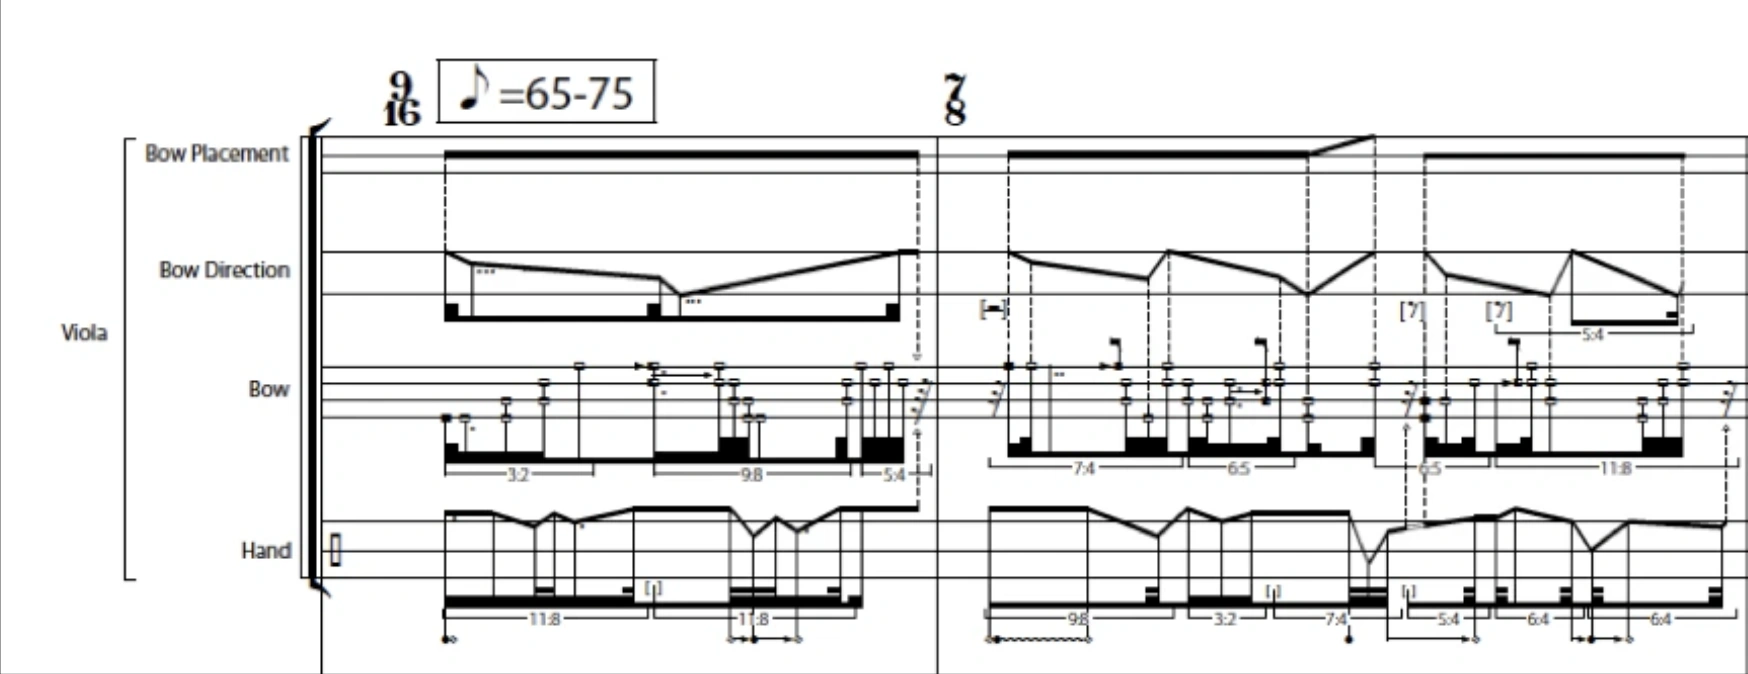 9
16
♪=65-75
7
8
Bow Placement
Bow Direction
[7] [7]
5:4
Viola
Bow
3:2 9:8 5:4 7:4 6:5 6:5 11:8
Hand
11:8 11:8 9:8 3:2 7:4 5:4 6:4 6:4